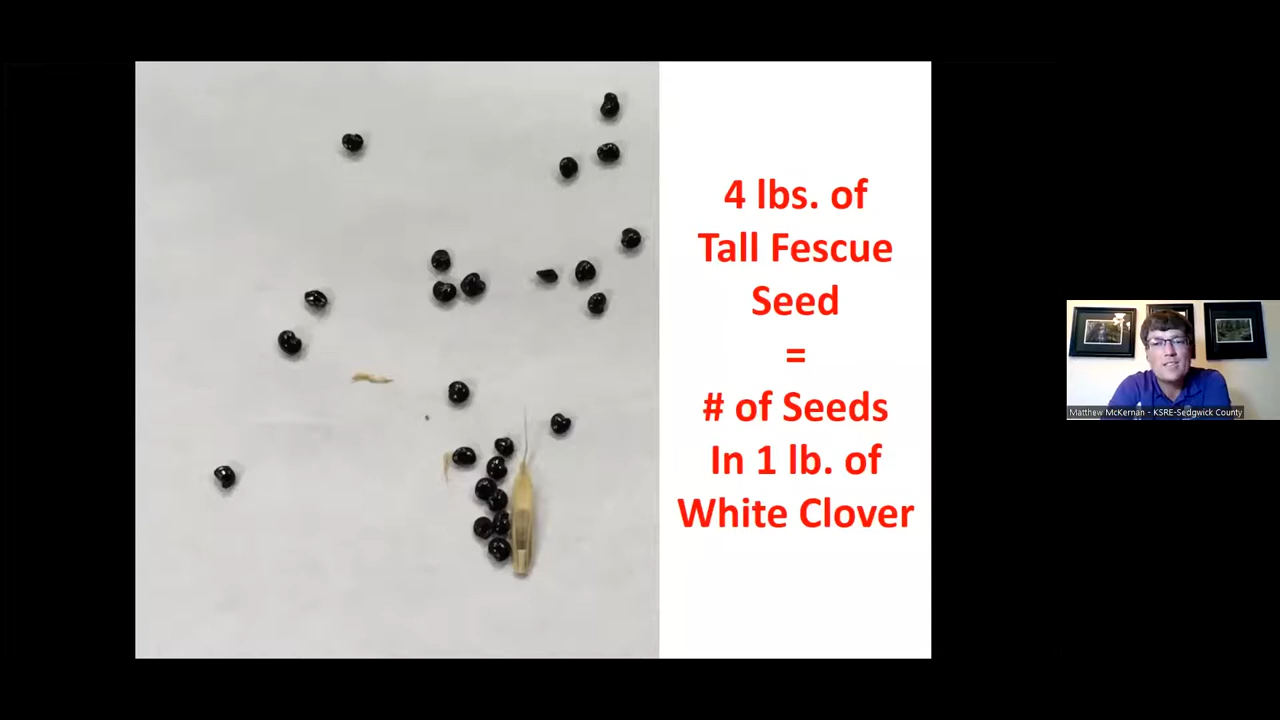 4 lbs. of
Tall Fescue
Seed
=
# of Seeds
In 1 lb. of
White Clover
Matthew McKernan - KSRE-Sedgwick County